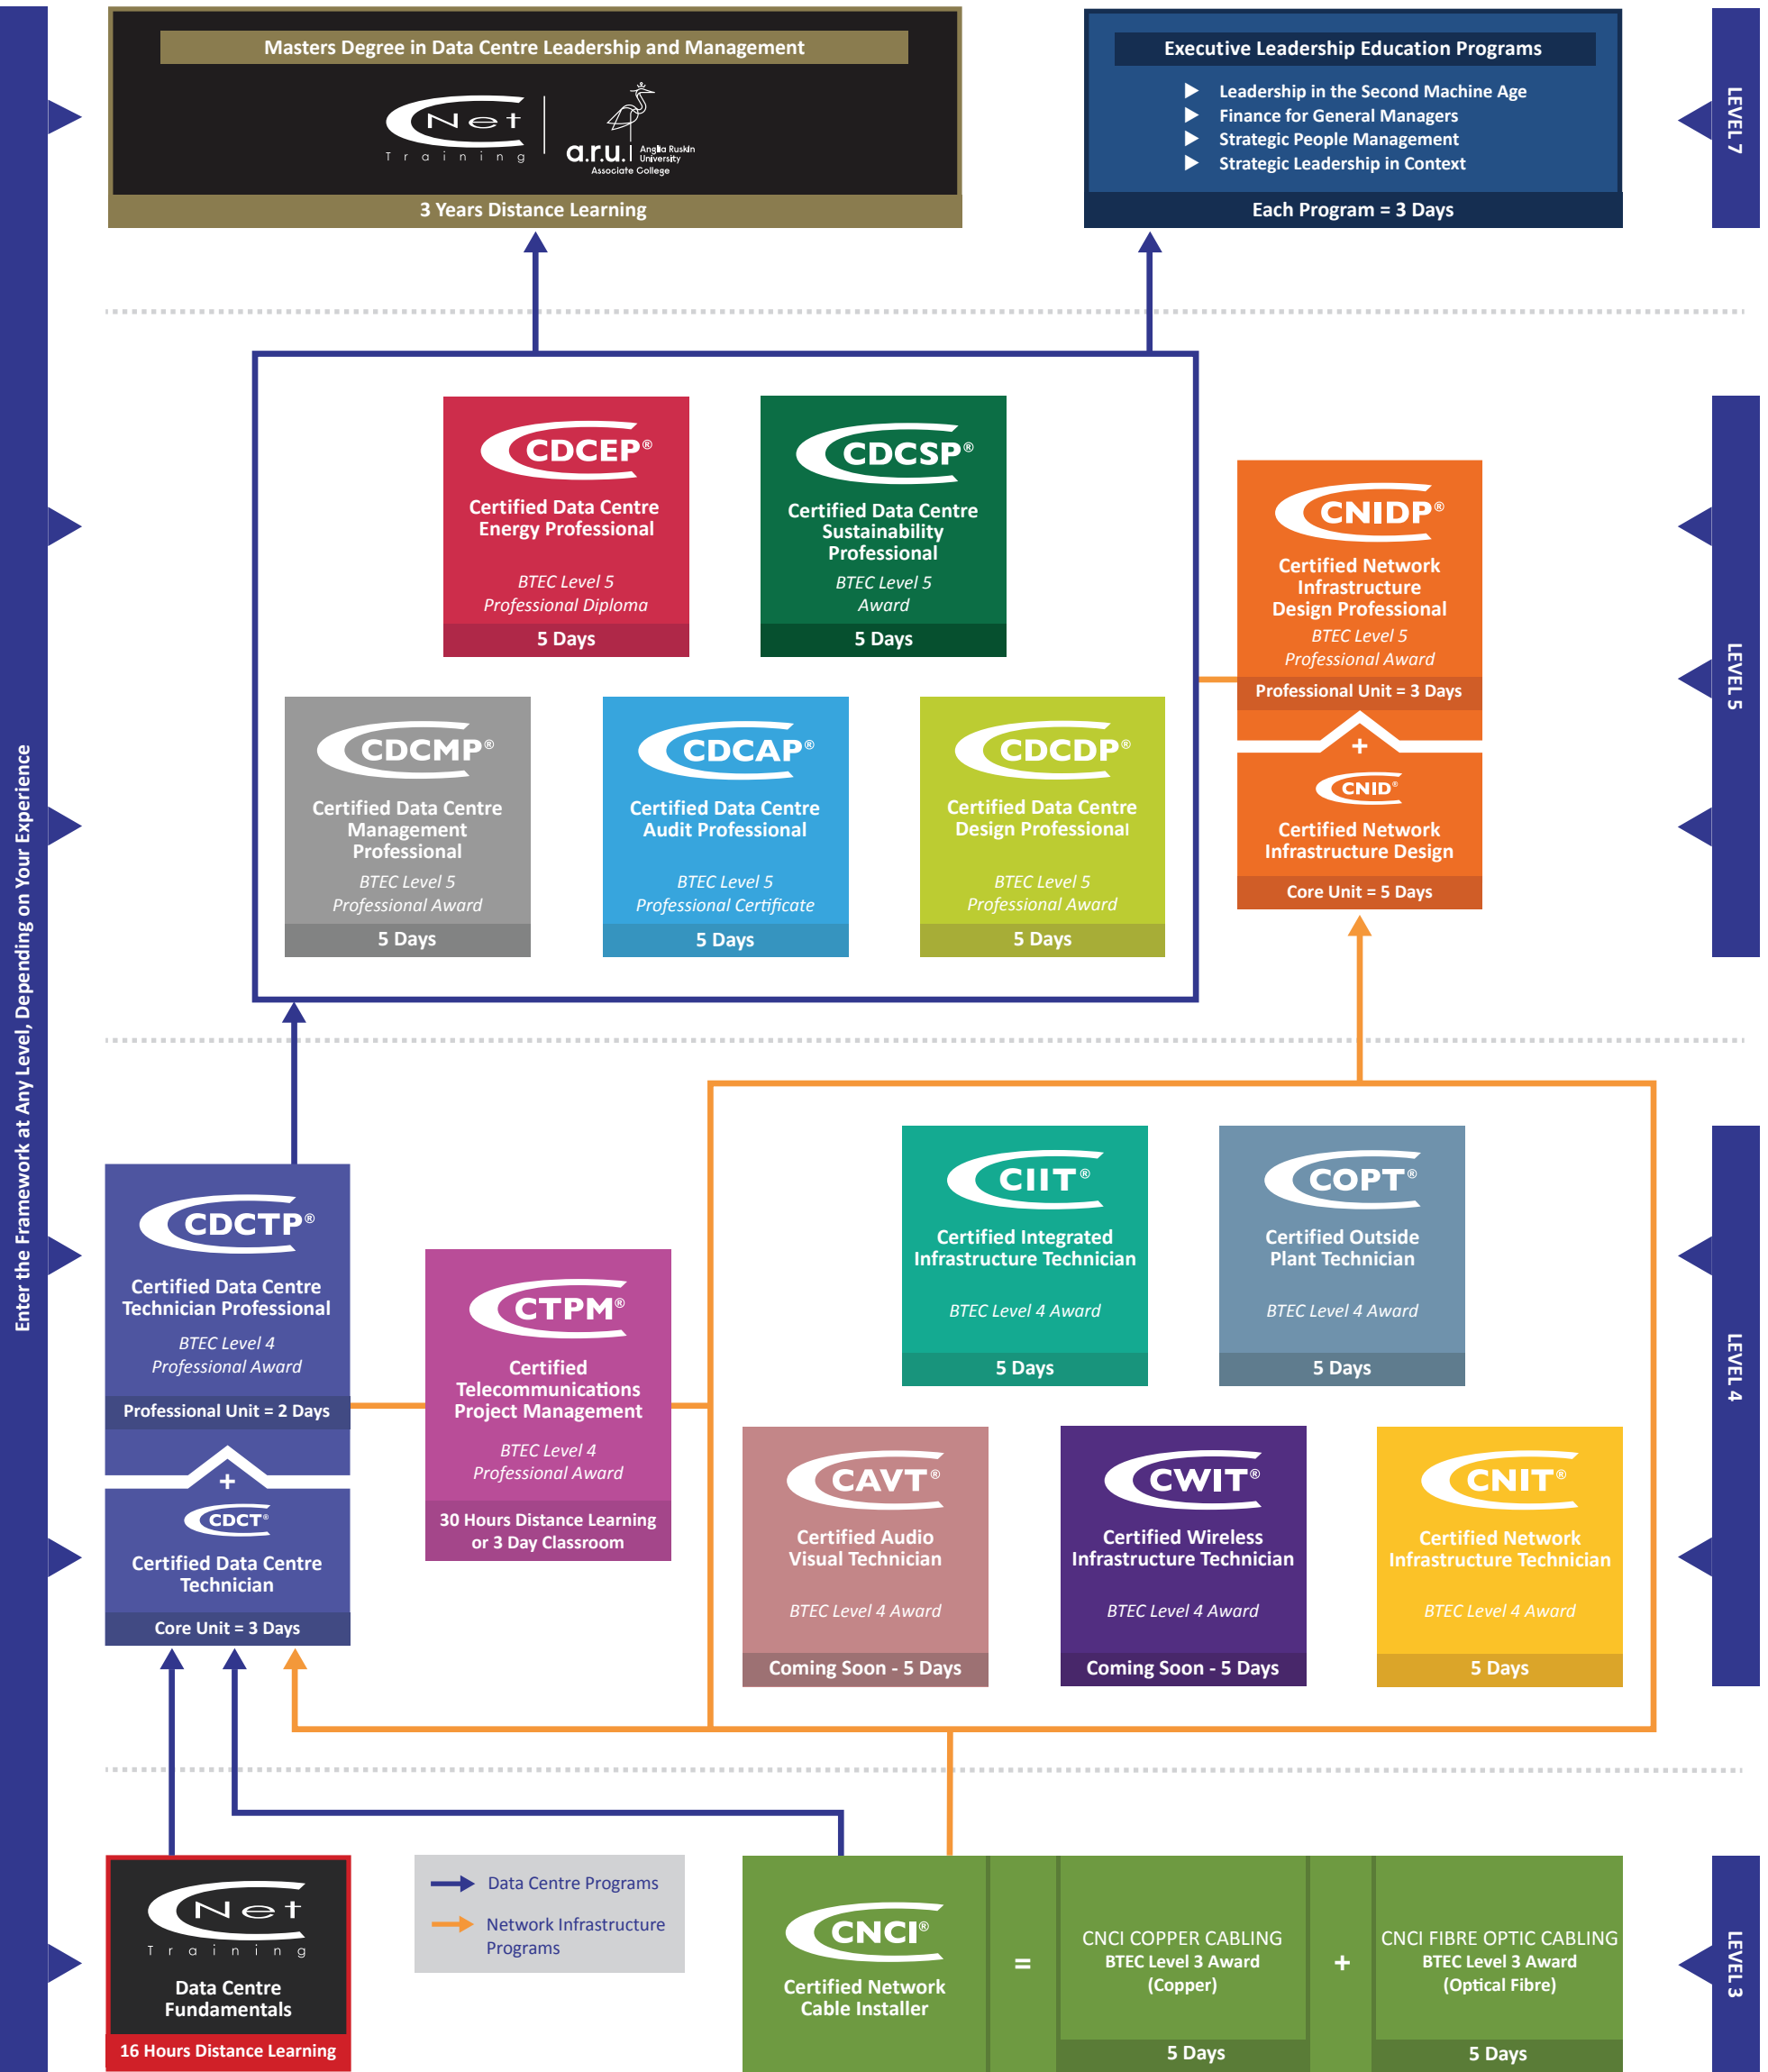 Enter the Framework at Any Level, Depending on Your Experience
Masters Degree in Data Centre Leadership and Management
CNet
Training
a.r.u.
Anglia Ruskin
University
Associate College
3 Years Distance Learning
Executive Leadership Education Programs
Leadership in the Second Machine Age
Finance for General Managers
Strategic People Management
Strategic Leadership in Context
Each Program = 3 Days
LEVEL 7
CDCEP®
Certified Data Centre
Energy Professional
BTEC Level 5
Professional Diploma
5 Days
CDCSP®
Certified Data Centre
Sustainability
Professional
BTEC Level 5
Award
5 Days
CNIDP®
Certified Network
Infrastructure
Design Professional
BTEC Level 5
Professional Award
Professional Unit = 3 Days
+
CNID®
Certified Network
Infrastructure Design
Core Unit = 5 Days
CDCMP®
Certified Data Centre
Management
Professional
BTEC Level 5
Professional Award
5 Days
CDCAP®
Certified Data Centre
Audit Professional
BTEC Level 5
Professional Certificate
5 Days
CDCDP®
Certified Data Centre
Design Professional
BTEC Level 5
Professional Award
5 Days
LEVEL 5
CDCTP®
Certified Data Centre
Technician Professional
BTEC Level 4
Professional Award
Professional Unit = 2 Days
+
CDCT®
Certified Data Centre
Technician
Core Unit = 3 Days
CTPM®
Certified
Telecommunications
Project Management
BTEC Level 4
Professional Award
30 Hours Distance Learning
or 3 Day Classroom
CIIT®
Certified Integrated
Infrastructure Technician
BTEC Level 4 Award
5 Days
COPT®
Certified Outside
Plant Technician
BTEC Level 4 Award
5 Days
CAVT®
Certified Audio
Visual Technician
BTEC Level 4 Award
Coming Soon - 5 Days
CWIT®
Certified Wireless
Infrastructure Technician
BTEC Level 4 Award
Coming Soon - 5 Days
CNIT®
Certified Network
Infrastructure Technician
BTEC Level 4 Award
5 Days
LEVEL 4
CNet
Training
Data Centre
Fundamentals
16 Hours Distance Learning
Data Centre Programs
Network Infrastructure
Programs
CNCI®
Certified Network
Cable Installer
=
CNCI COPPER CABLING
BTEC Level 3 Award
(Copper)
5 Days
+
CNCI FIBRE OPTIC CABLING
BTEC Level 3 Award
(Optical Fibre)
5 Days
LEVEL 3